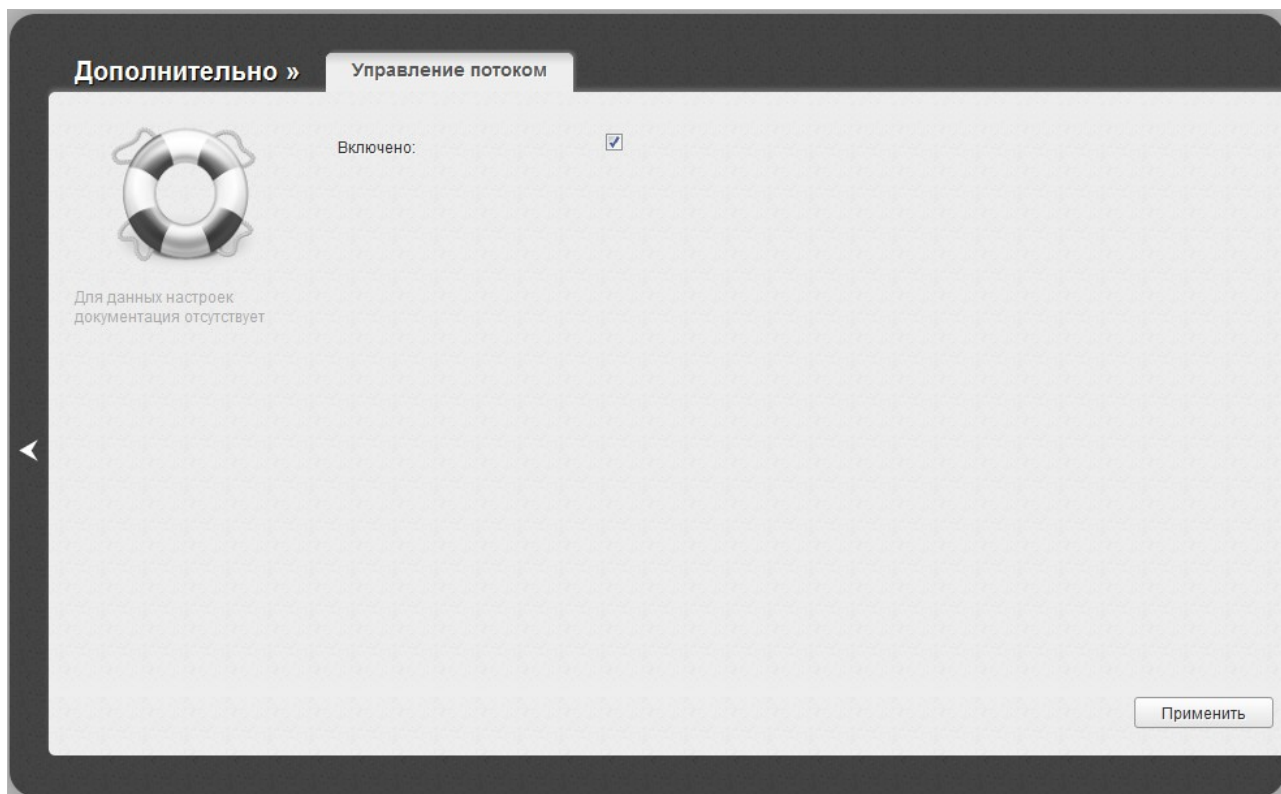 Дополнительно »
Управление потоком
Включено:
Для данных настроек
документация отсутствует
Применить